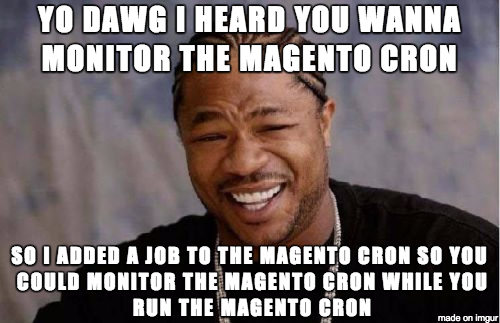 YO DAWG I HEARD YOU WANNA
MONITOR THE MAGENTO CRON
SO I ADDED A JOB TO THE MAGENTO CRON SO YOU
COULD MONITOR THE MAGENTO CRON WHILE YOU
RUN THE MAGENTO CRON
made on imgur